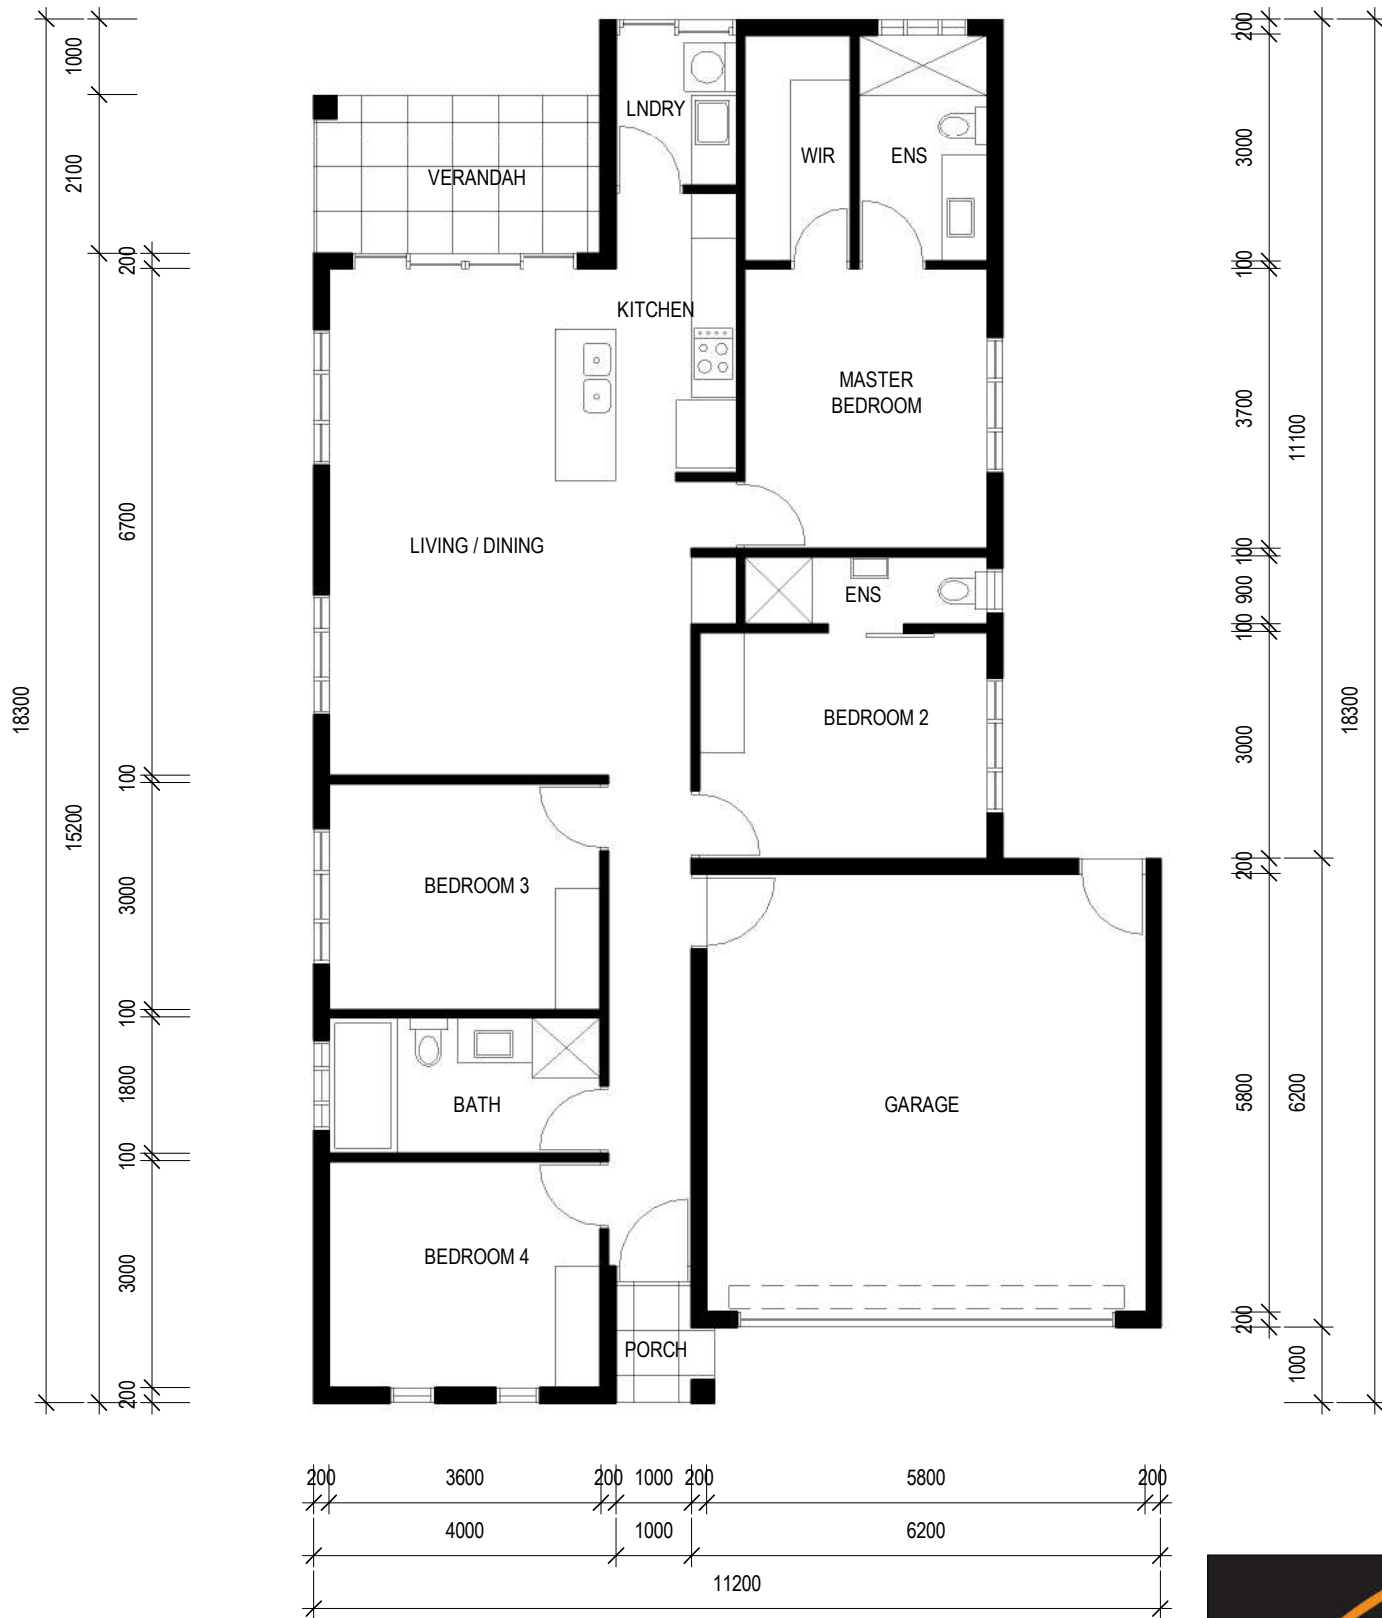 200
1000
3000
2100
200
100
3700
11100
6700
100
900
100
18300
18300
3000
100
15200
200
3000
100
1800
5800
6200
100
3000
200
1000
200
LNDRY
WIR
ENS
VERANDAH
KITCHEN
MASTER
BEDROOM
LIVING / DINING
ENS
BEDROOM 2
BEDROOM 3
BATH
GARAGE
BEDROOM 4
PORCH
200 3600 200 1000 200 5800 200
4000 1000 6200
11200